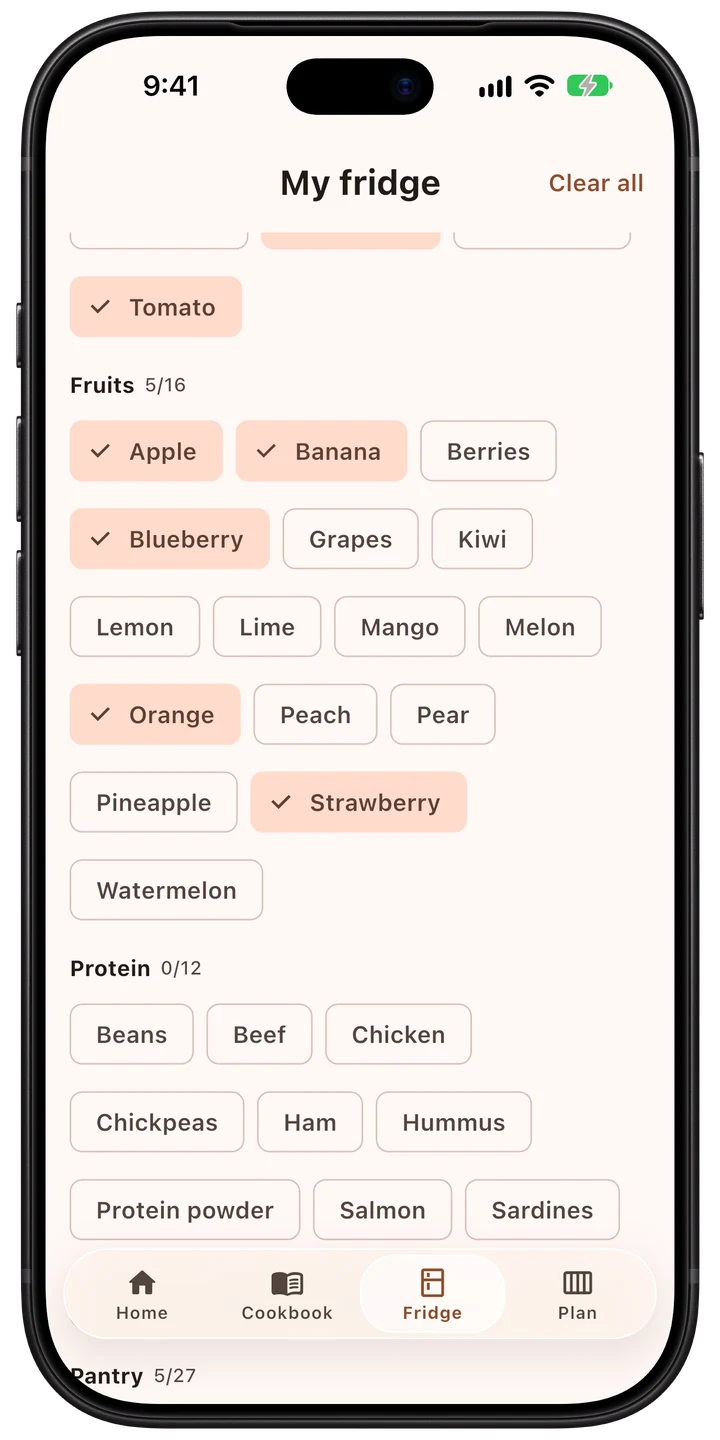 9:41
My fridge
Clear all
Tomato
Fruits 5/16
Apple Banana Berries
Blueberry Grapes Kiwi
Lemon Lime Mango Melon
Orange Peach Pear
Pineapple Strawberry
Watermelon
Protein 0/12
Beans Beef Chicken
Chickpeas Ham Hummus
Protein powder Salmon Sardines
Home Cookbook Fridge Plan
Pantry 5/27